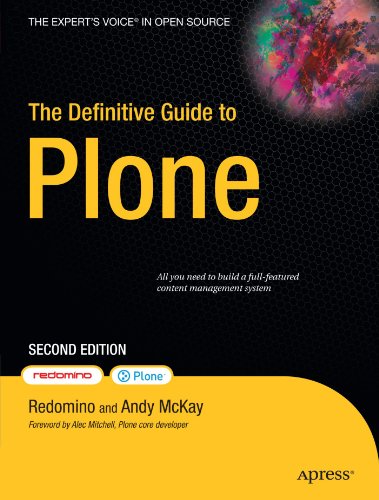 THE EXPERT'S VOICE® IN OPEN SOURCE
The Definitive Guide to
Plone
All you need to build a full-featured
content management system
SECOND EDITION
redomino
Plone
Redomino and Andy McKay
Foreword by Alec Mitchell, Plone core developer
Apress®